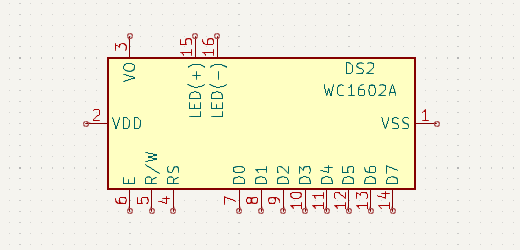 3 15 16
VO LED(+) LED(-)
DS2
WC1602A
2 VDD VSS 1
E R/W RS D0 D1 D2 D3 D4 D5 D6 D7
6 5 4 7 8 9 10 11 12 13 14